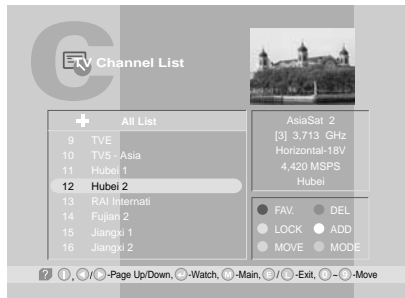 TV Channel List
All List
9 TVE
10 TV5 - Asia
11 Hubei 1
12 Hubei 2
13 RAI Internati
14 Fujian 2
15 Jiangxi 1
16 Jiangxi 2
AsiaSat 2
[3] 3,713 GHz
Horizontal-18V
4,420 MSPS
Hubei
FAV. DEL
LOCK ADD
MOVE MODE
? , / -Page Up/Down, -Watch, M -Main, E / L -Exit, 0 ~ 9 -Move